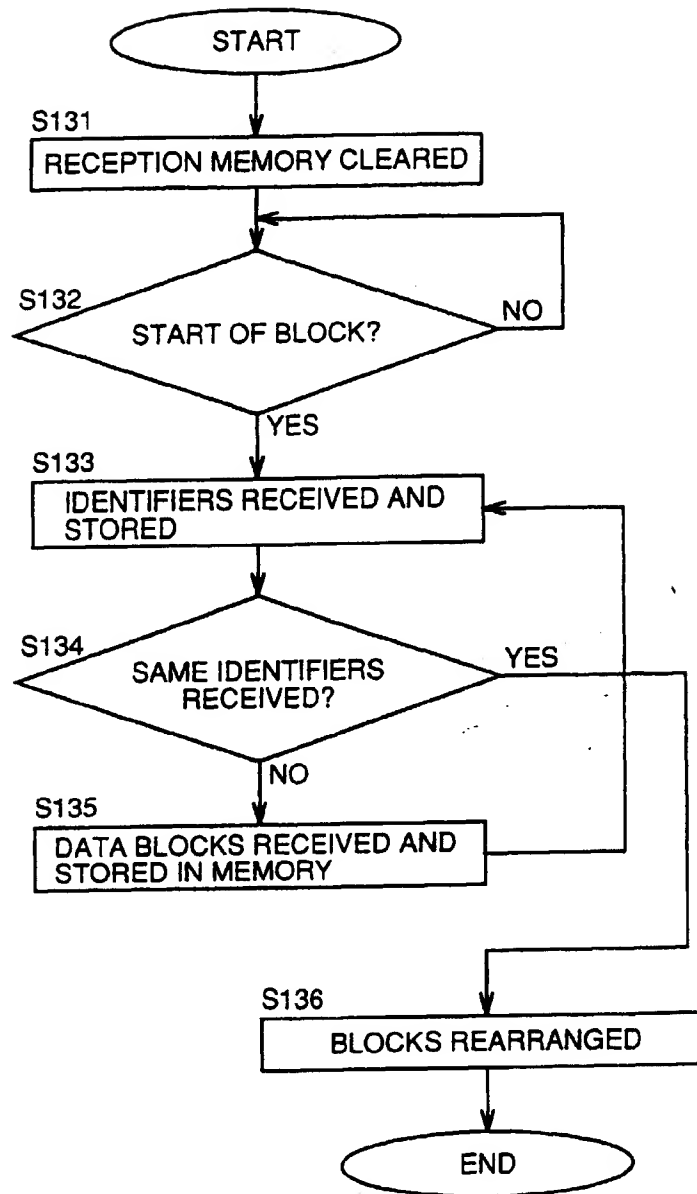 START
S131
RECEPTION MEMORY CLEARED
S132
START OF BLOCK?
NO
YES
S133
IDENTIFIERS RECEIVED AND
STORED
S134
SAME IDENTIFIERS
RECEIVED?
YES
NO
S135
DATA BLOCKS RECEIVED AND
STORED IN MEMORY
S136
BLOCKS REARRANGED
END